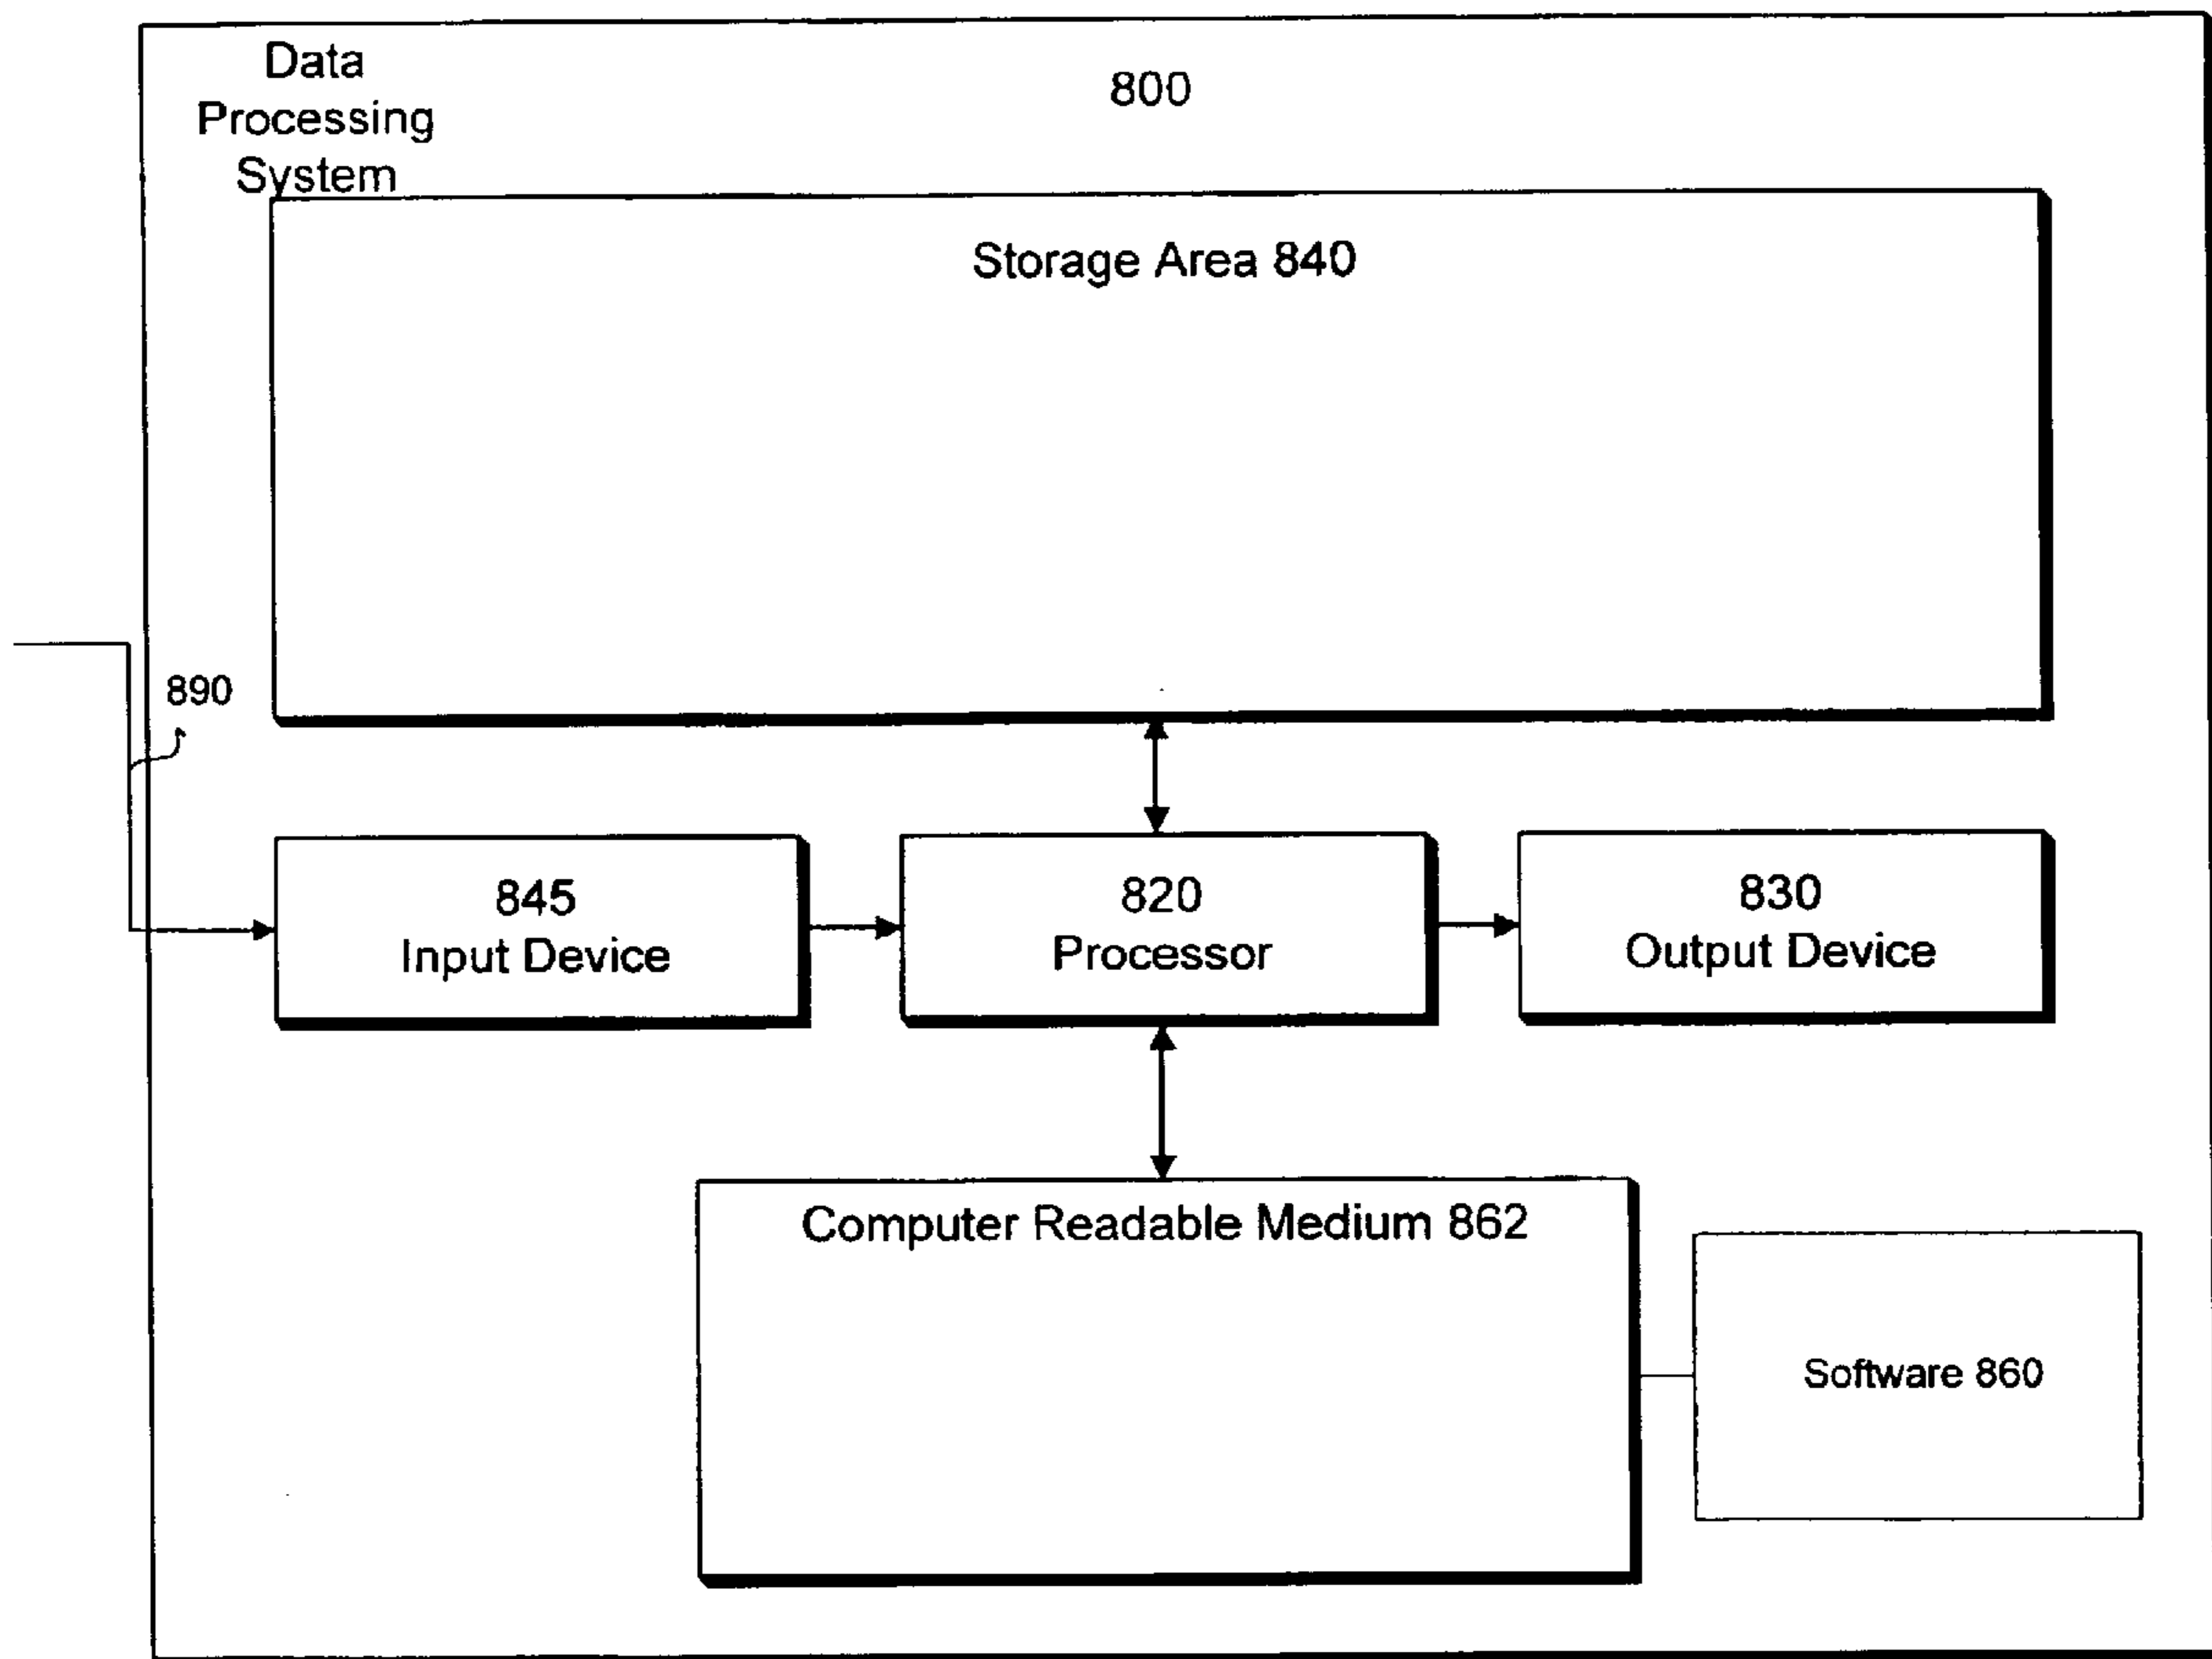 Data
Processing
System
800
Storage Area 840
890
845
Input Device
820
Processor
830
Output Device
Computer Readable Medium 862
Software 860